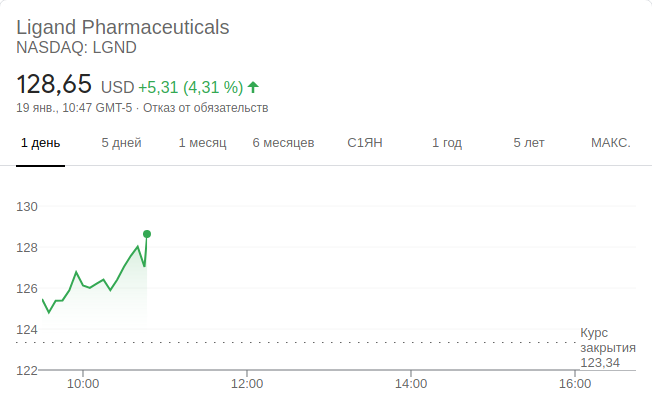 Ligand Pharmaceuticals
NASDAQ: LGND
128,65 USD +5,31 (4,31 %)
19 янв., 10:47 GMT-5 · Отказ от обязательств
1 день 5 дней 1 месяц 6 месяцев С1ЯН 1 год 5 лет МАКС.
130
128
126
124
Курс
закрытия
123,34
122
10:00 12:00 14:00 16:00